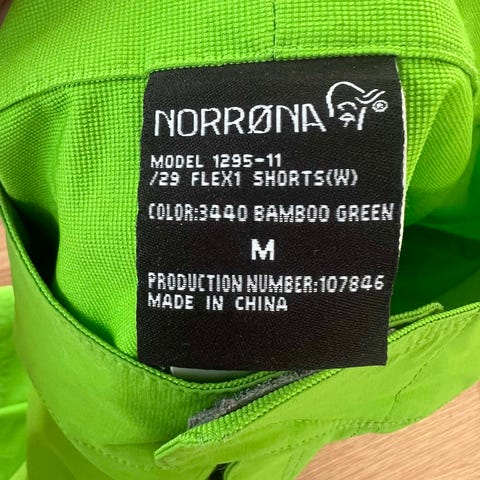 NORRØNA ®
MODEL 1295-11
/29 FLEX1 SHORTS(W)
COLOR:3440 BAMBOO GREEN
M
PRODUCTION NUMBER:107846
MADE IN CHINA